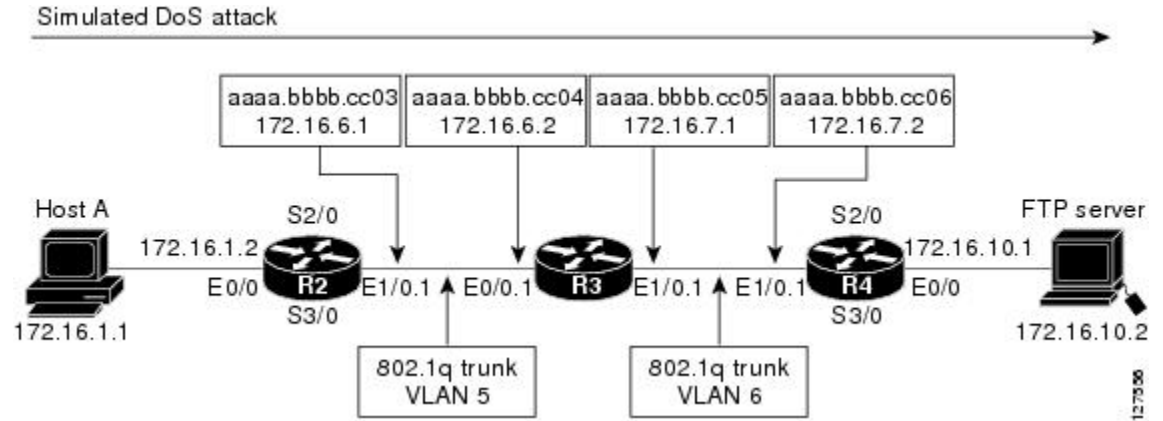 Simulated DoS attack
aaaa.bbbb.cc03
172.16.6.1
aaaa.bbbb.cc04
172.16.6.2
aaaa.bbbb.cc05
172.16.7.1
aaaa.bbbb.cc06
172.16.7.2
Host A
S2/0
S2/0
FTP server
172.16.1.2
172.16.10.1
E0/0
R2
E1/0.1
E0/0.1
R3
E1/0.1
E1/0.1
R4
E0/0
172.16.1.1
S3/0
S3/0
172.16.10.2
802.1q trunk
VLAN 5
802.1q trunk
VLAN 6
127556